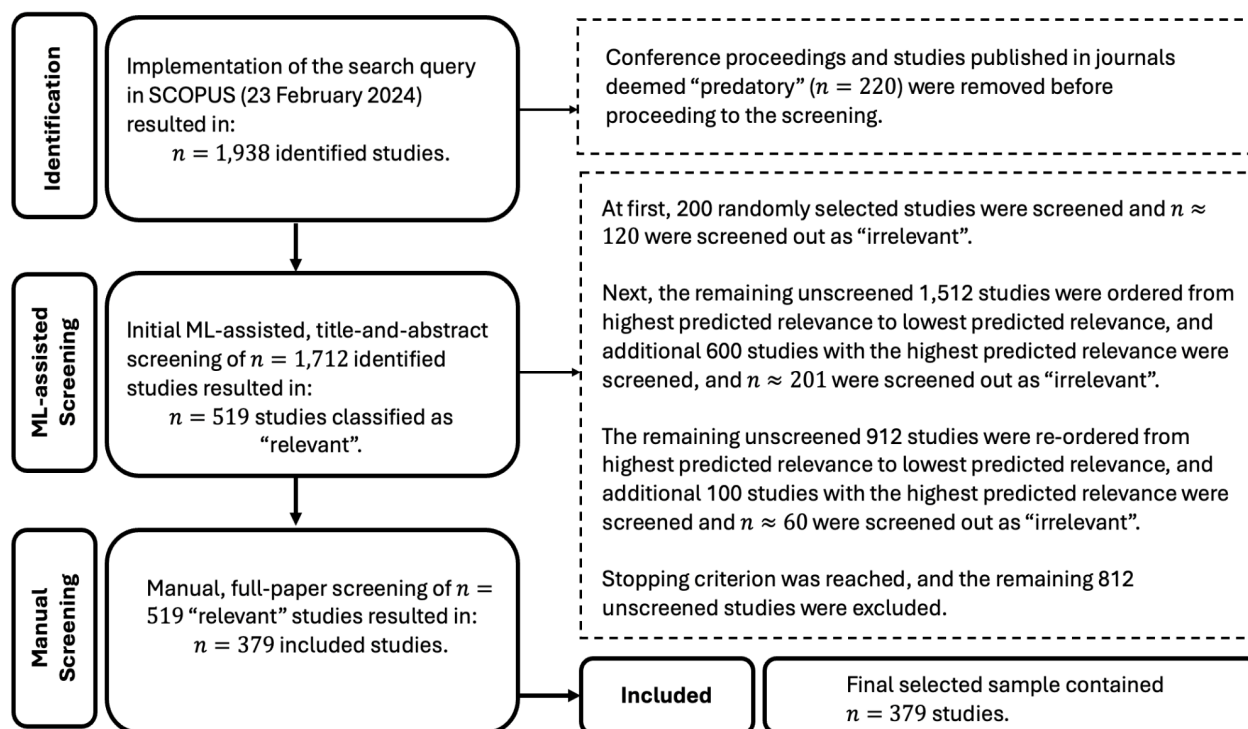 Identification
Implementation of the search query
in SCOPUS (23 February 2024)
resulted in:
n = 1,938 identified studies.
Conference proceedings and studies published in journals
deemed “predatory” (n = 220) were removed before
proceeding to the screening.
ML-assisted
Screening
Initial ML-assisted, title-and-abstract
screening of n = 1,712 identified
studies resulted in:
n = 519 studies classified as
“relevant”.
At first, 200 randomly selected studies were screened and n ≈
120 were screened out as “irrelevant”.
Next, the remaining unscreened 1,512 studies were ordered from
highest predicted relevance to lowest predicted relevance, and
additional 600 studies with the highest predicted relevance were
screened, and n ≈ 201 were screened out as “irrelevant”.
The remaining unscreened 912 studies were re-ordered from
highest predicted relevance to lowest predicted relevance, and
additional 100 studies with the highest predicted relevance were
screened and n ≈ 60 were screened out as “irrelevant”.
Stopping criterion was reached, and the remaining 812
unscreened studies were excluded.
Manual
Screening
Manual, full-paper screening of n =
519 “relevant” studies resulted in:
n = 379 included studies.
Included
Final selected sample contained
n = 379 studies.